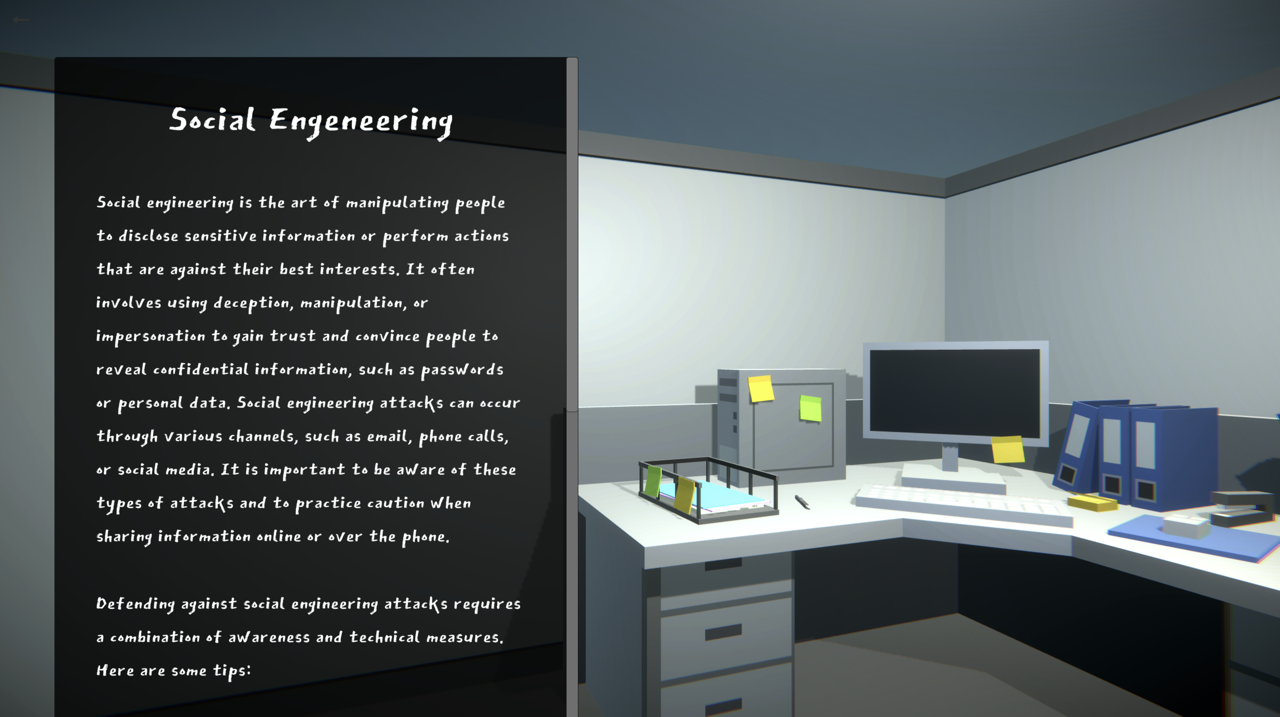 Social Engeneering
Social engineering is the art of manipulating people
to disclose sensitive information or perform actions
that are against their best interests. It often
involves using deception, manipulation, or
impersonation to gain trust and convince people to
reveal confidential information, such as passwords
or personal data. Social engineering attacks can occur
through various channels, such as email, phone calls,
or social media. It is important to be aware of these
types of attacks and to practice caution when
sharing information online or over the phone.
Defending against social engineering attacks requires
a combination of awareness and technical measures.
Here are some tips: